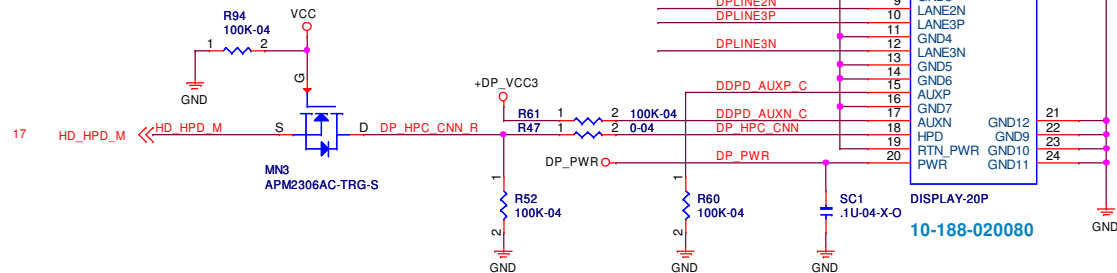 DPLINE2N
DPLINE3P
DPLINE3N
9
10
11
12
13
14
15
16
17
18
19
20
LANE2N
LANE3P
GND4
LANE3N
GND5
GND6
AUXP
GND7
AUXN
HPD
RTN_PWR
PWR
GND12
GND9
GND10
GND11
21
22
23
24
R94
100K-04
1 2
VCC
GND
G
+DP_VCC3
DDPD_AUXP_C
R61 1 2 100K-04 DDPD_AUXN_C
R47 1 2 0-04 DP_HPC_CNN
17 HD_HPD_M HD_HPD_M S D DP_HPC_CNN_R
DP_PWR DP_PWR
MN3
APM2306AC-TRG-S
1
R52
100K-04
2
GND
1
R60
100K-04
2
GND
SC1
.1U-04-X-O
GND
DISPLAY-20P
10-188-020080
GND